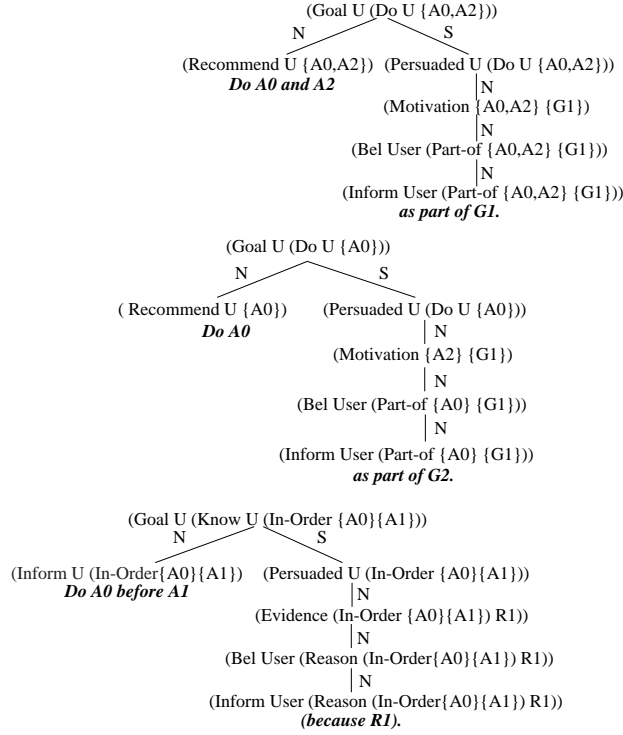 (Goal U (Do U {A0,A2}))
N S
(Recommend U {A0,A2}) (Persuaded U (Do U {A0,A2}))
Do A0 and A2
N
(Motivation {A0,A2} {G1})
N
(Bel User (Part-of {A0,A2} {G1}))
N
(Inform User (Part-of {A0,A2} {G1}))
as part of G1.
(Goal U (Do U {A0}))
N S
( Recommend U {A0}) (Persuaded U (Do U {A0}))
Do A0
N
(Motivation {A2} {G1})
N
(Bel User (Part-of {A0} {G1}))
N
(Inform User (Part-of {A0} {G1}))
as part of G2.
(Goal U (Know U (In-Order {A0}{A1}))
N S
(Inform U (In-Order{A0}{A1}) (Persuaded U (In-Order {A0}{A1}))
Do A0 before A1
N
(Evidence (In-Order {A0}{A1}) R1))
N
(Bel User (Reason (In-Order{A0}{A1}) R1))
N
(Inform User (Reason (In-Order{A0}{A1}) R1))
(because R1).